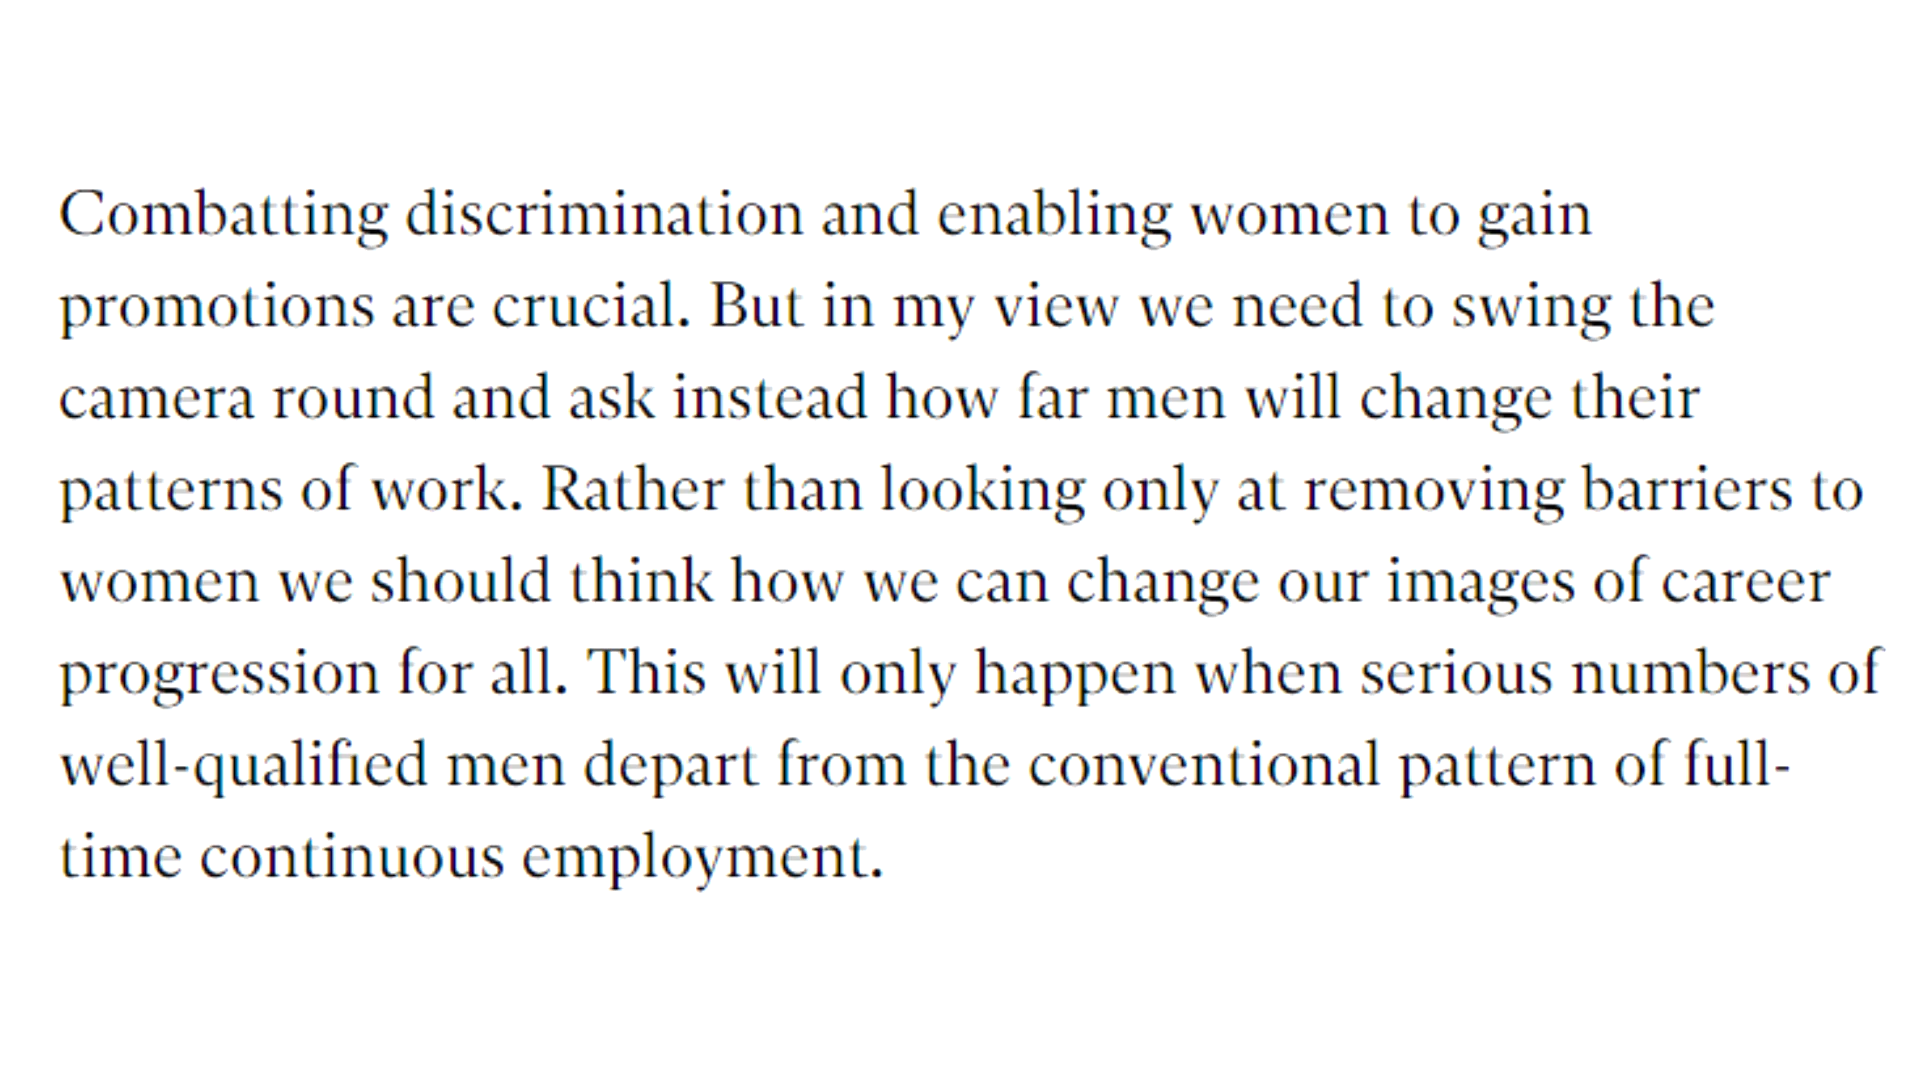 Combatting discrimination and enabling women to gain
promotions are crucial. But in my view we need to swing the
camera round and ask instead how far men will change their
patterns of work. Rather than looking only at removing barriers to
women we should think how we can change our images of career
progression for all. This will only happen when serious numbers of
well-qualified men depart from the conventional pattern of full-
time continuous employment.